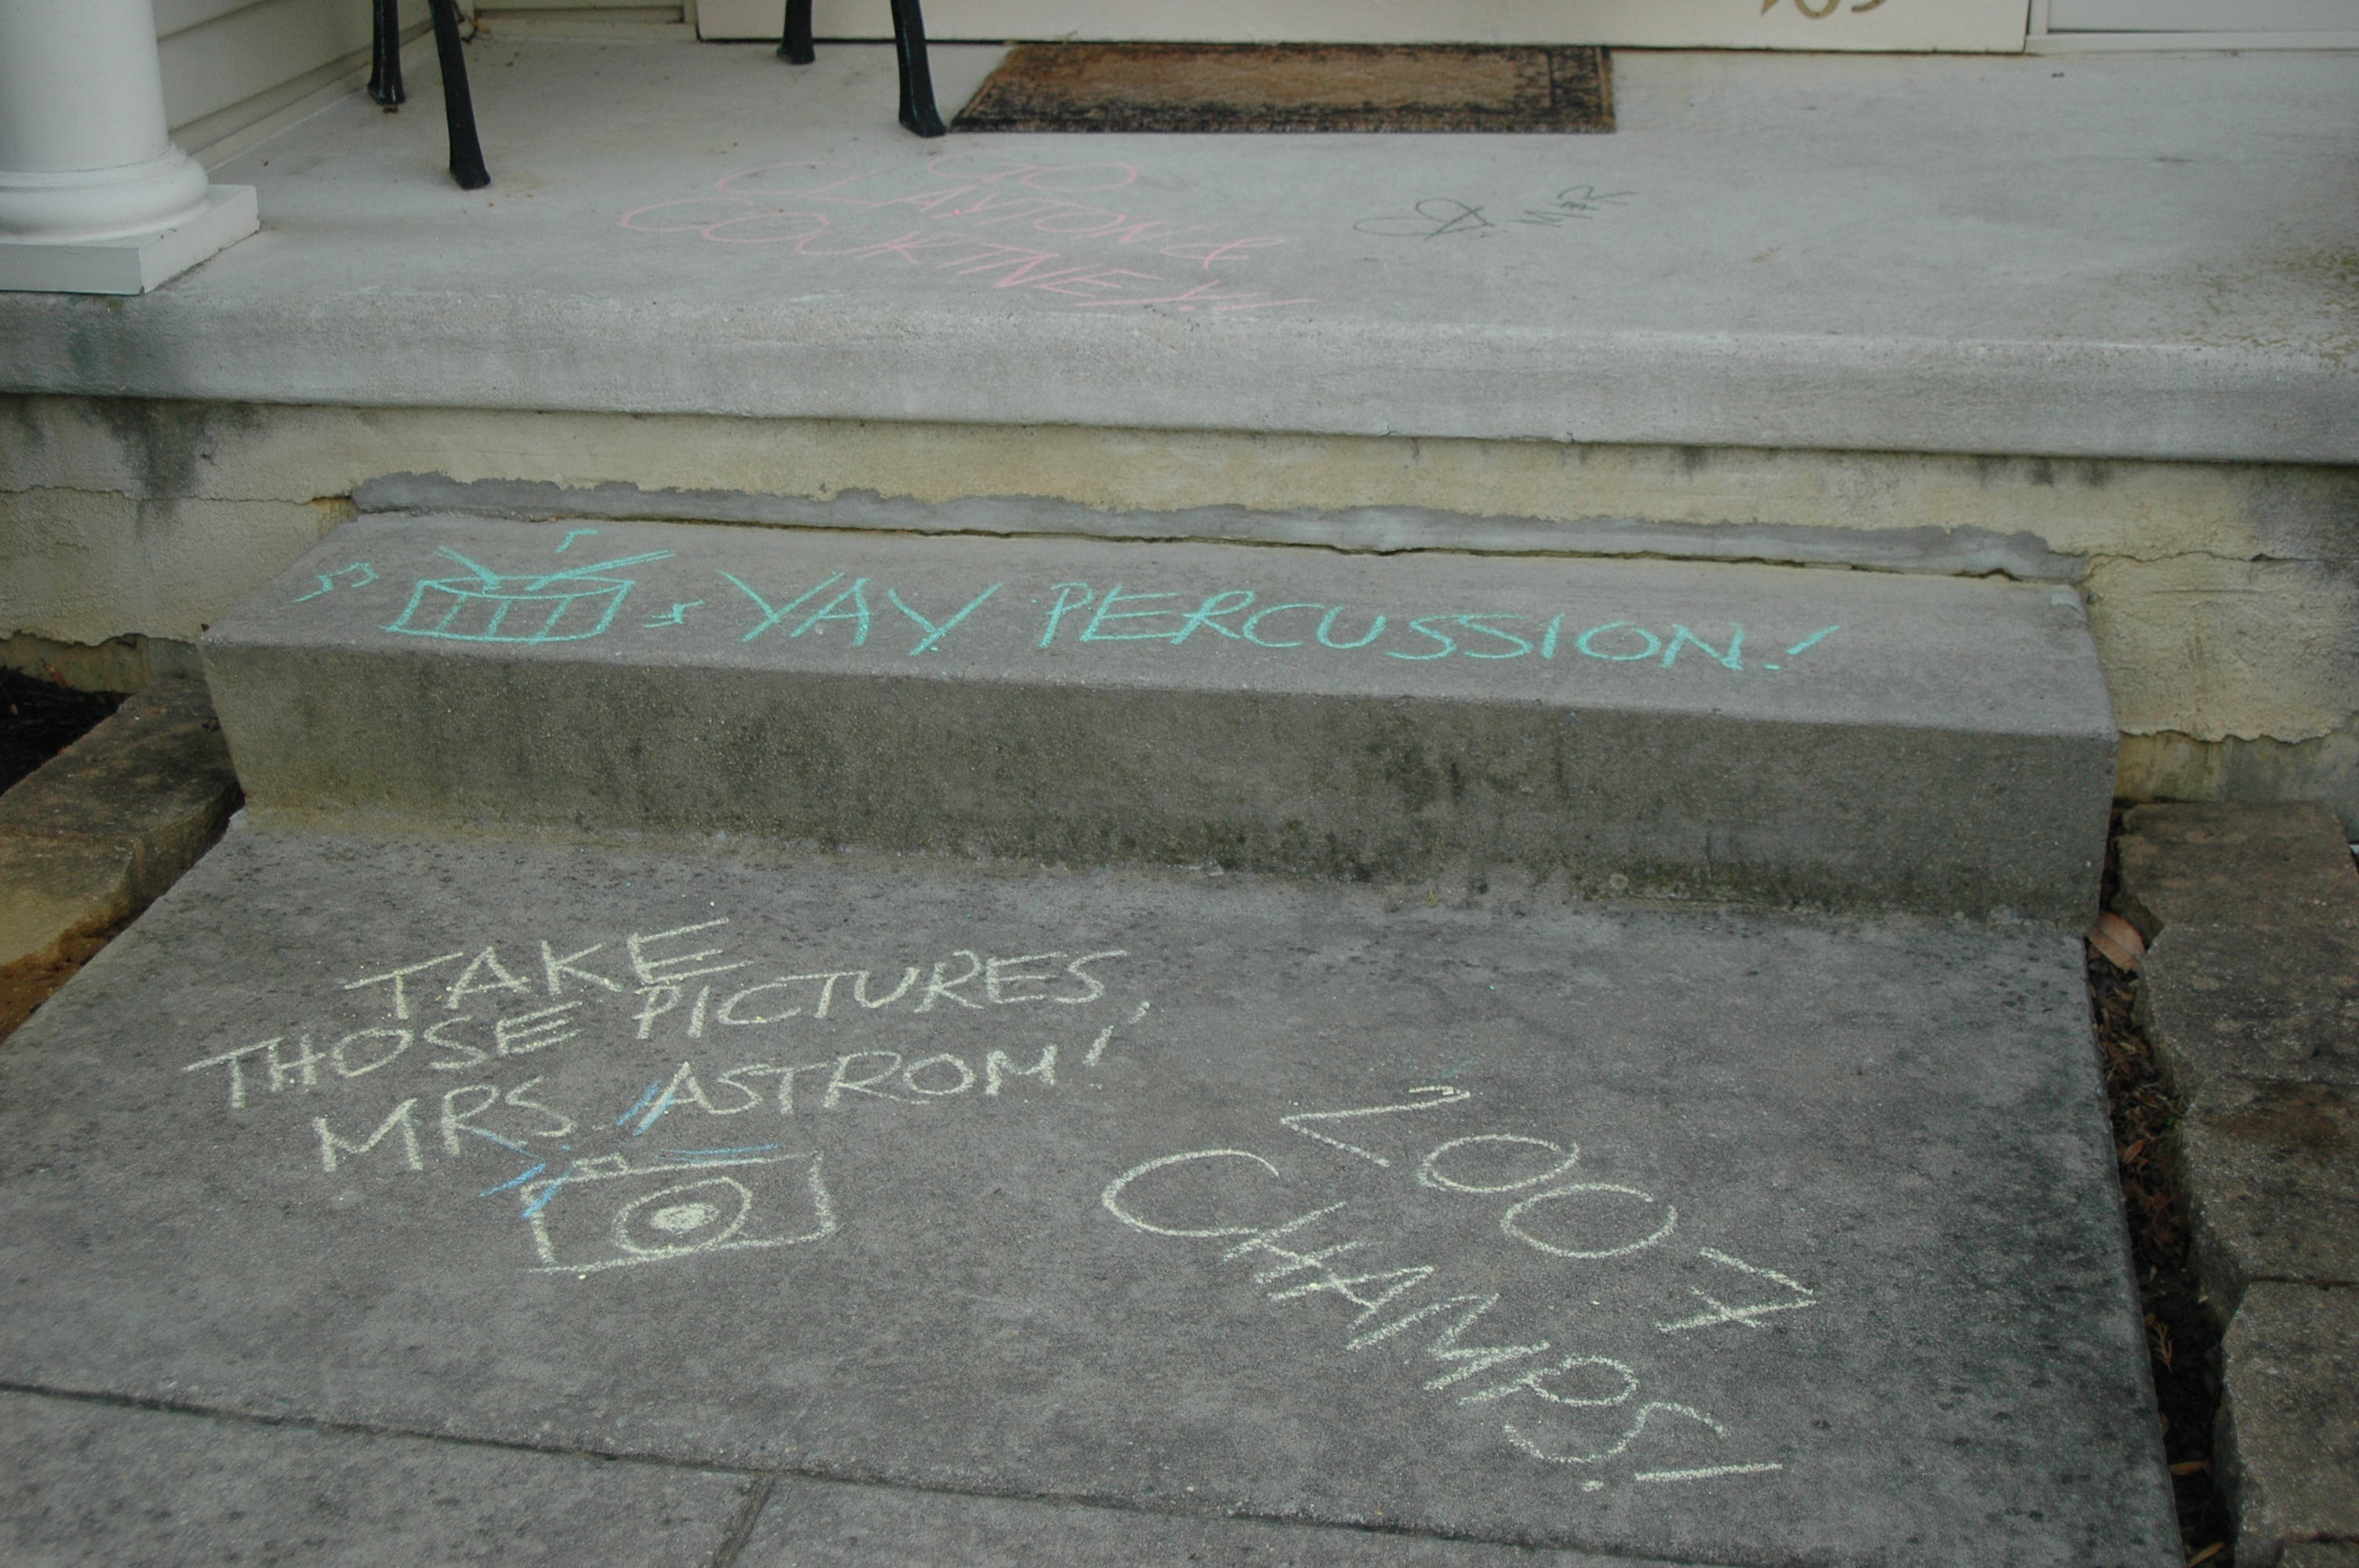 GO
CLAYTON &
COURTNEY!!
YAY PERCUSSION!
TAKE
THOSE PICTURES,
MRS. ASTROM!
2007
CHAMPS!